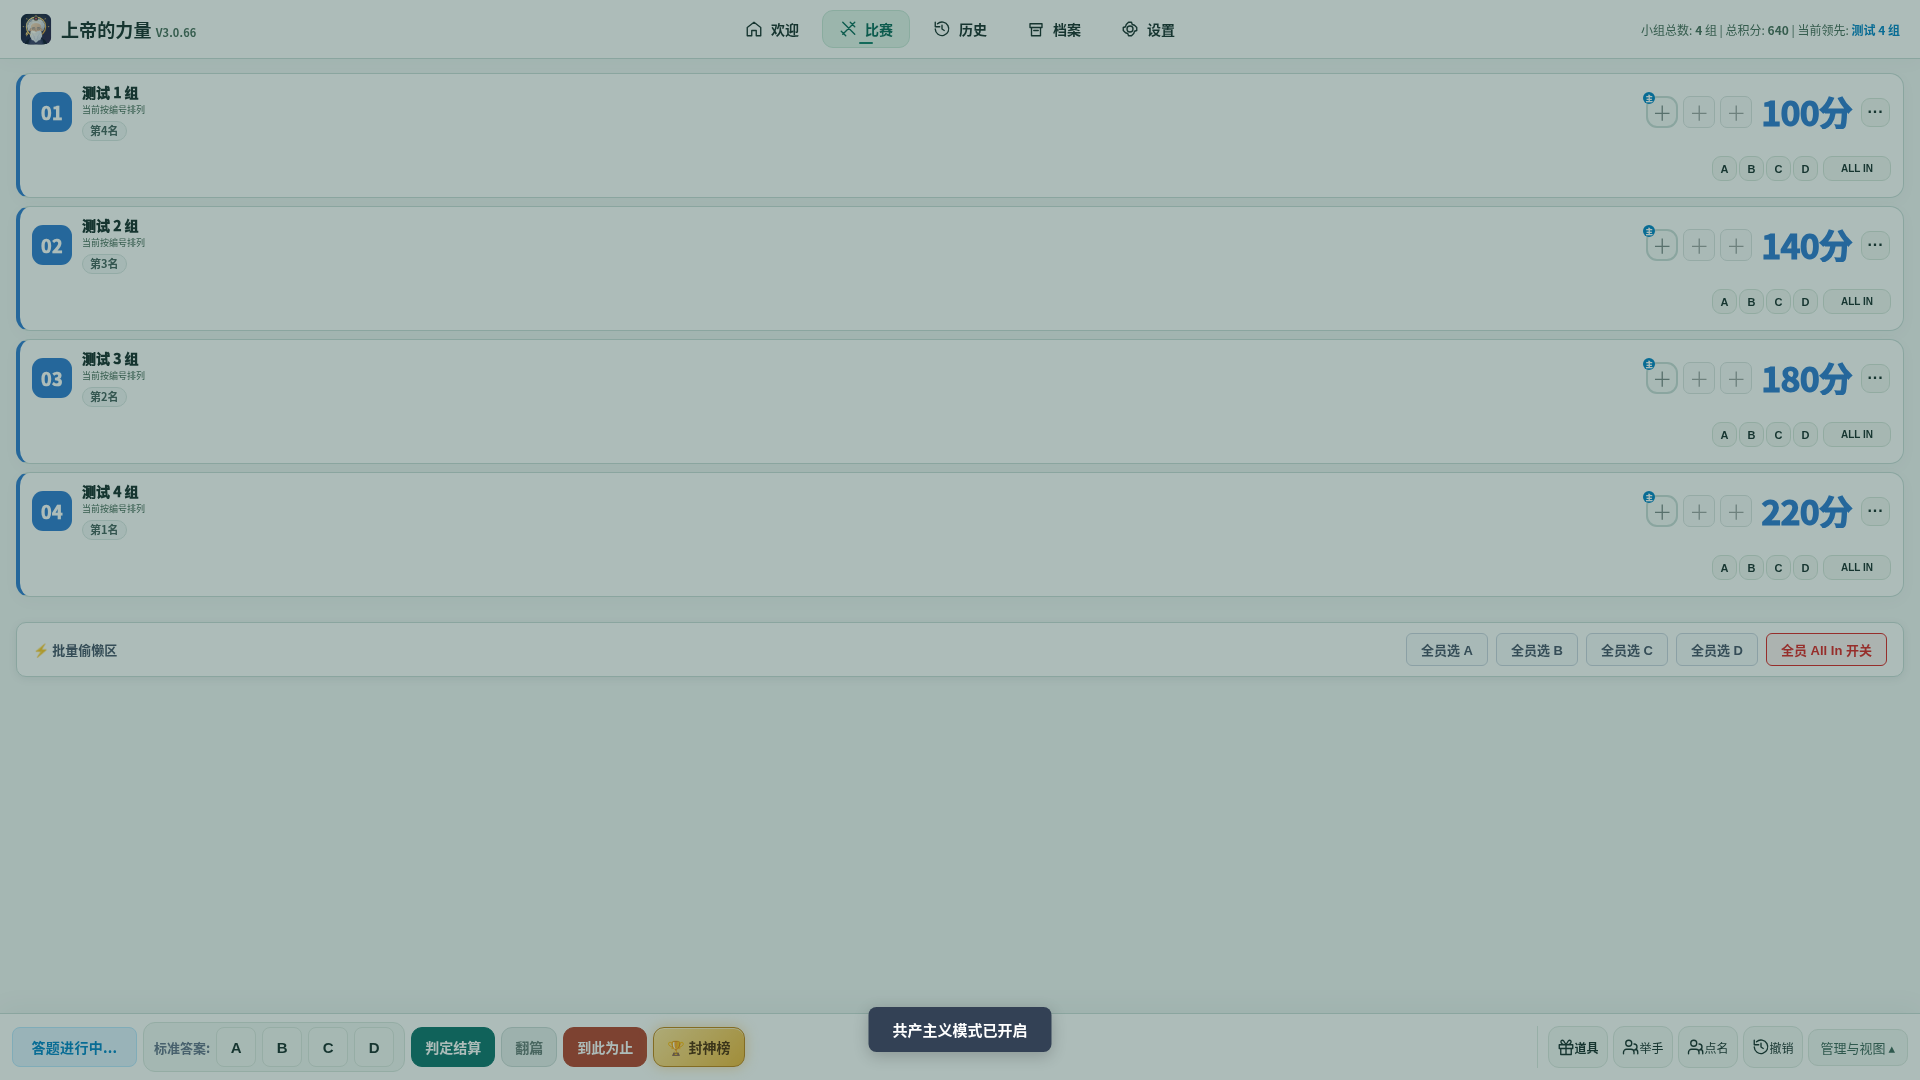 上帝的力量 V3.0.66
欢迎
比赛
历史
档案
设置
小组总数: 4 组 | 总积分: 640 | 当前领先: 测试 4 组
01
测试 1 组
当前按编号排列
第4名
主
100分
...
A B C D ALL IN
02
测试 2 组
当前按编号排列
第3名
主
140分
...
A B C D ALL IN
03
测试 3 组
当前按编号排列
第2名
主
180分
...
A B C D ALL IN
04
测试 4 组
当前按编号排列
第1名
主
220分
...
A B C D ALL IN
⚡ 批量偷懒区
全员选 A
全员选 B
全员选 C
全员选 D
全员 All In 开关
共产主义模式已开启
答题进行中...
标准答案: A B C D
判定结算
翻篇
到此为止
🏆 封神榜
道具
举手
点名
撤销
管理与视图 ▴